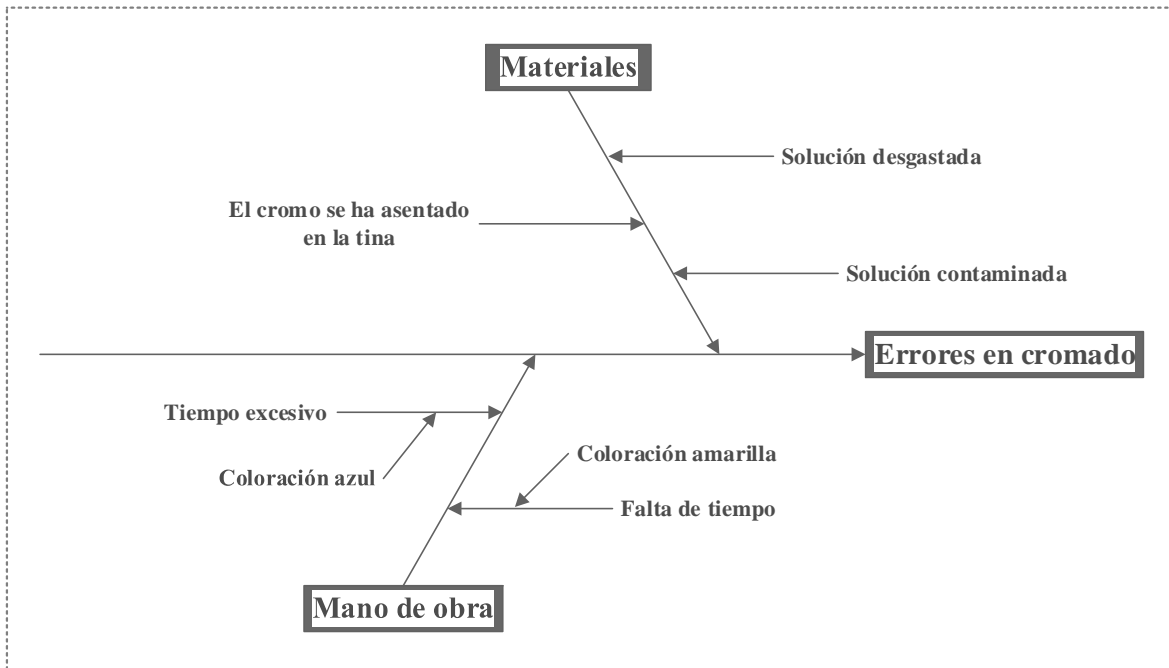 Materiales
Solución desgastada
El cromo se ha asentado
en la tina
Solución contaminada
Errores en cromado
Tiempo excesivo
Coloración amarilla
Coloración azul
Falta de tiempo
Mano de obra